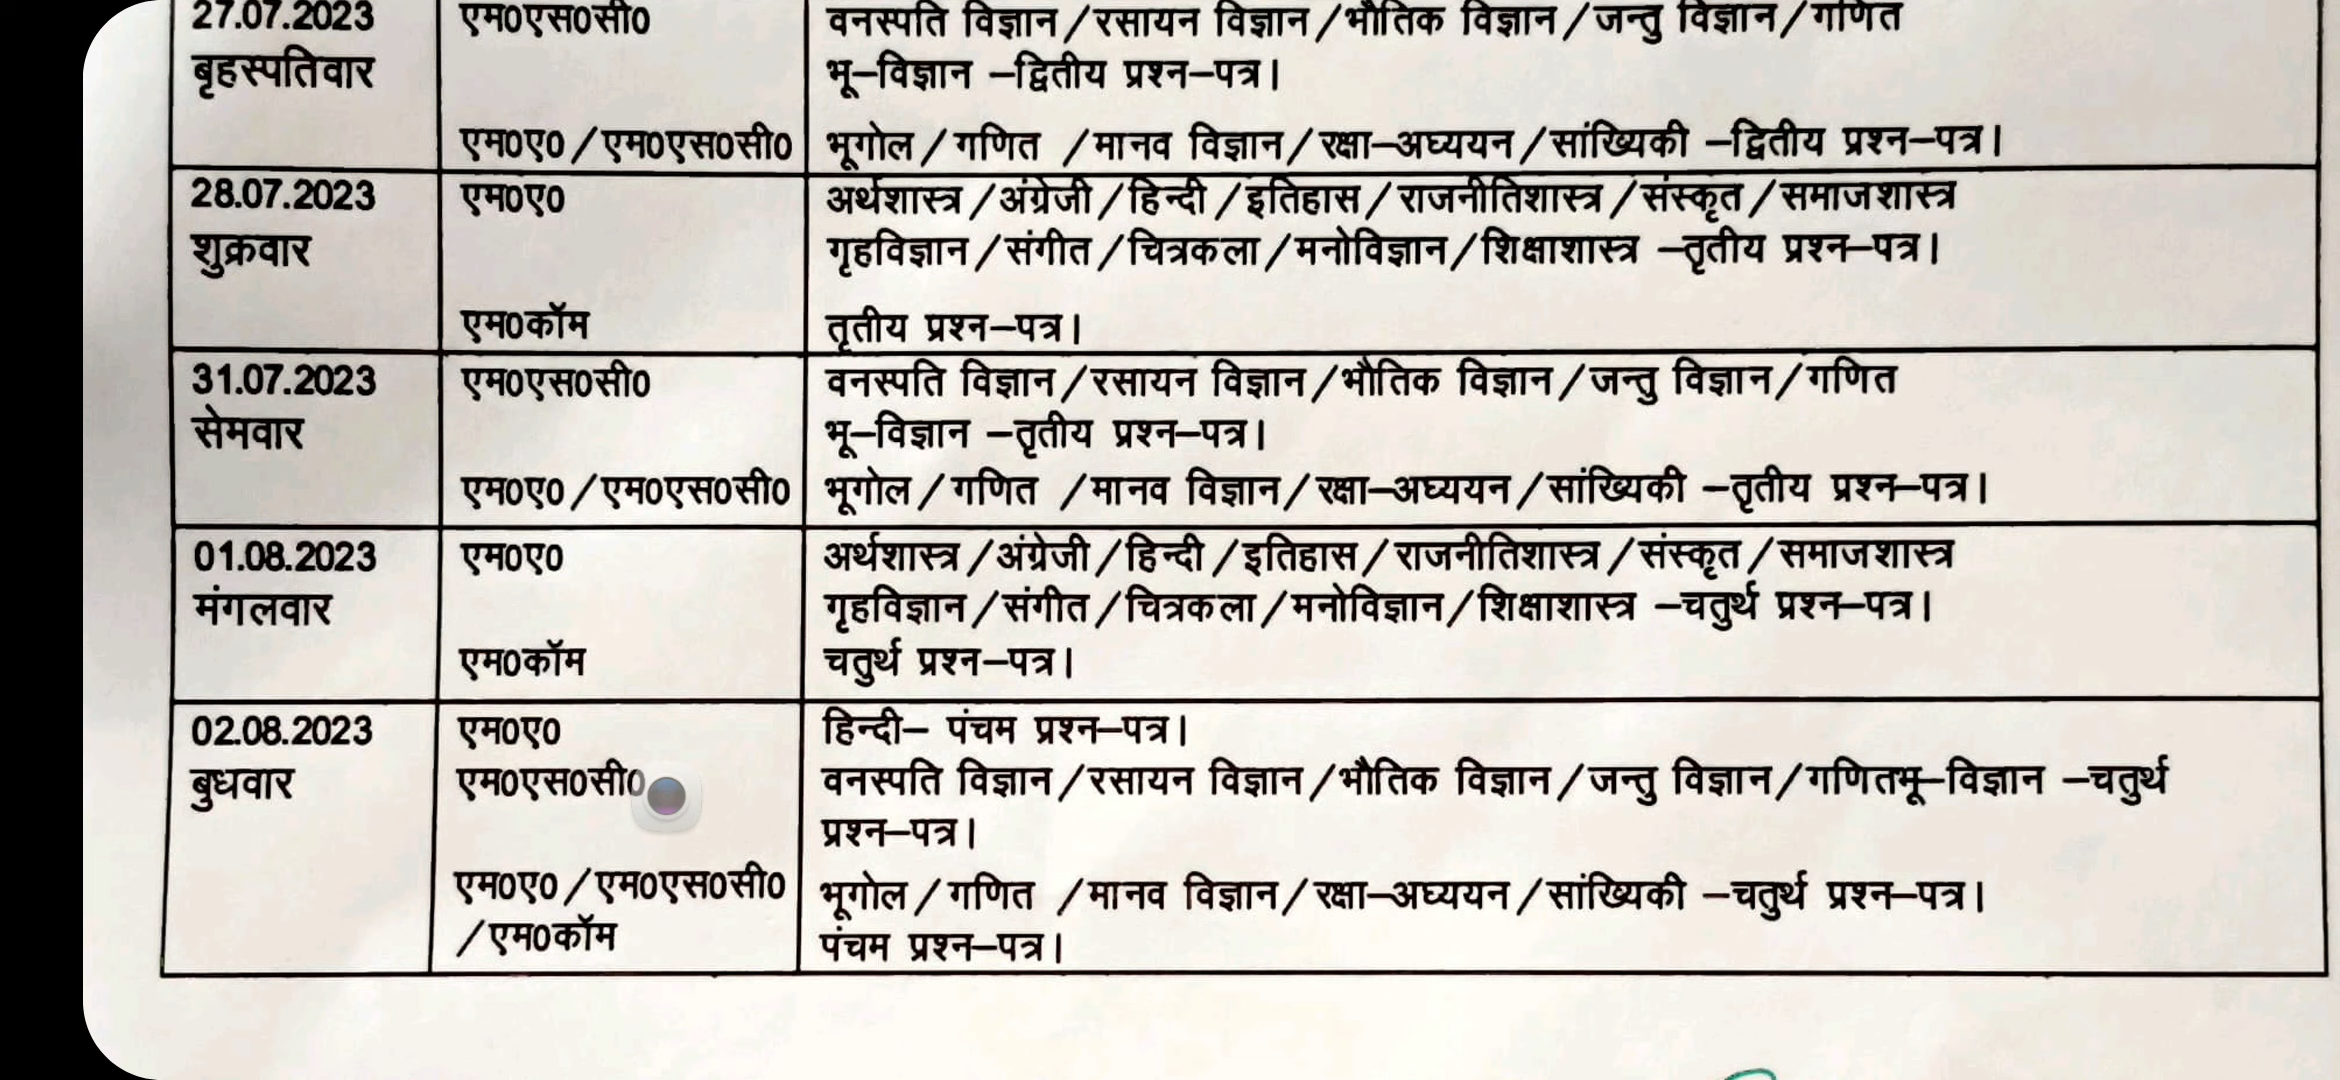 27.07.2023 एम0एस0सी0 वनस्पति विज्ञान/रसायन विज्ञान/भौतिक विज्ञान/जन्तु विज्ञान/गणित
बृहस्पतिवार भू–विज्ञान –द्वितीय प्रश्न–पत्र।
एम0ए0/एम0एस0सी0 भूगोल/गणित /मानव विज्ञान/रक्षा–अघ्ययन/सांख्यिकी –द्वितीय प्रश्न–पत्र।
28.07.2023 एम0ए0 अर्थशास्त्र/अंग्रेजी/हिन्दी/इतिहास/राजनीतिशास्त्र/संस्कृत/समाजशास्त्र
शुक्रवार गृहविज्ञान/संगीत/चित्रकला/मनोविज्ञान/शिक्षाशास्त्र –तृतीय प्रश्न–पत्र।
एम0कॉम तृतीय प्रश्न–पत्र।
31.07.2023 एम0एस0सी0 वनस्पति विज्ञान/रसायन विज्ञान/भौतिक विज्ञान/जन्तु विज्ञान/गणित
सेमवार भू–विज्ञान –तृतीय प्रश्न–पत्र।
एम0ए0/एम0एस0सी0 भूगोल/गणित /मानव विज्ञान/रक्षा–अघ्ययन/सांख्यिकी –तृतीय प्रश्न–पत्र।
01.08.2023 एम0ए0 अर्थशास्त्र/अंग्रेजी/हिन्दी/इतिहास/राजनीतिशास्त्र/संस्कृत/समाजशास्त्र
मंगलवार गृहविज्ञान/संगीत/चित्रकला/मनोविज्ञान/शिक्षाशास्त्र –चतुर्थ प्रश्न–पत्र।
एम0कॉम चतुर्थ प्रश्न–पत्र।
02.08.2023 एम0ए0 हिन्दी– पंचम प्रश्न–पत्र।
बुधवार एम0एस0सी0 वनस्पति विज्ञान/रसायन विज्ञान/भौतिक विज्ञान/जन्तु विज्ञान/गणितभू–विज्ञान –चतुर्थ
प्रश्न–पत्र।
एम0ए0/एम0एस0सी0 भूगोल/गणित /मानव विज्ञान/रक्षा–अघ्ययन/सांख्यिकी –चतुर्थ प्रश्न–पत्र।
/एम0कॉम पंचम प्रश्न–पत्र।